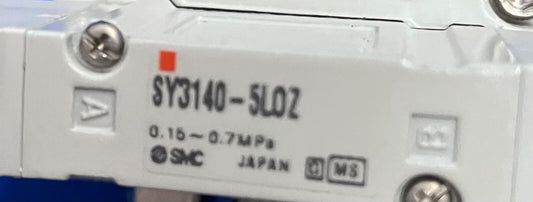 SY3140-5LOZ
A
0.15~0.7MPa
B
SMC JAPAN C MS